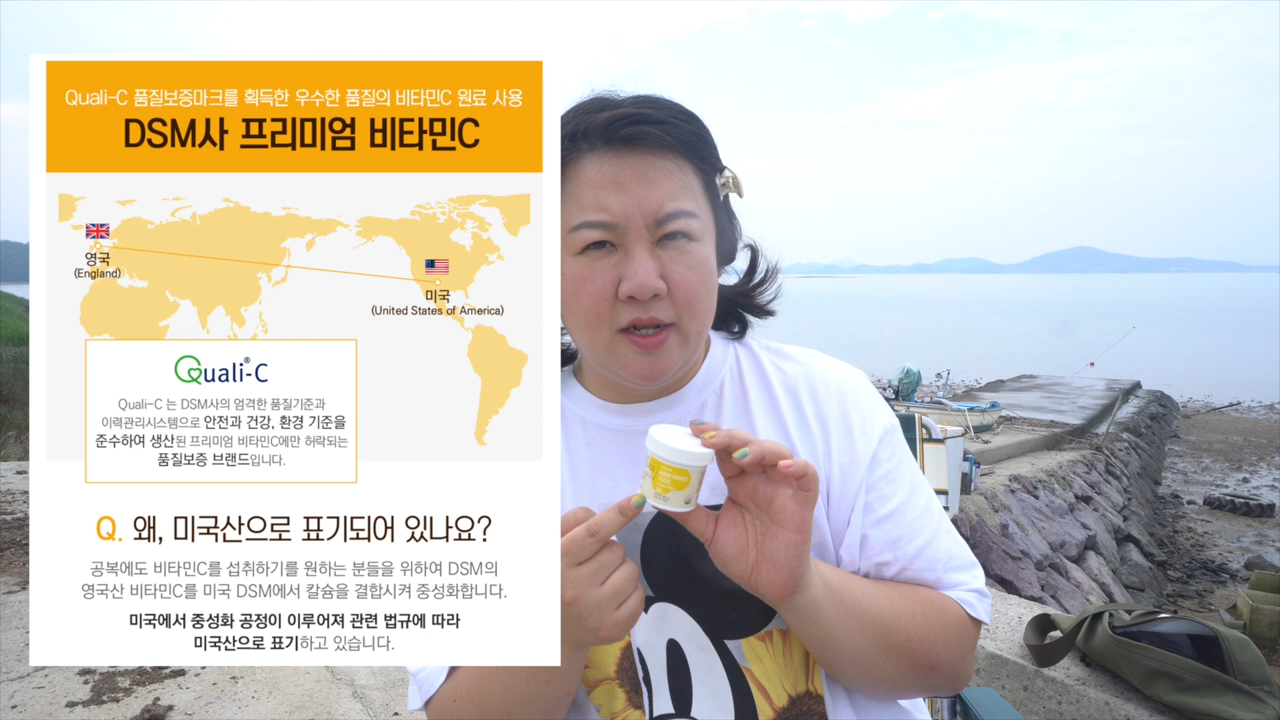 Quali-C 품질보증마크를 획득한 우수한 품질의 비타민C 원료 사용
DSM사 프리미엄 비타민C
영국
(England)
미국
(United States of America)
Quali®-C
Quali-C 는 DSM사의 엄격한 품질기준과
이력관리시스템으로 안전과 건강, 환경 기준을
준수하여 생산된 프리미엄 비타민C에만 허락되는
품질보증 브랜드입니다.
Q. 왜, 미국산으로 표기되어 있나요?
공복에도 비타민C를 섭취하기를 원하는 분들을 위하여 DSM의
영국산 비타민C를 미국 DSM에서 칼슘을 결합시켜 중성화합니다.
미국에서 중성화 공정이 이루어져 관련 법규에 따라
미국산으로 표기하고 있습니다.